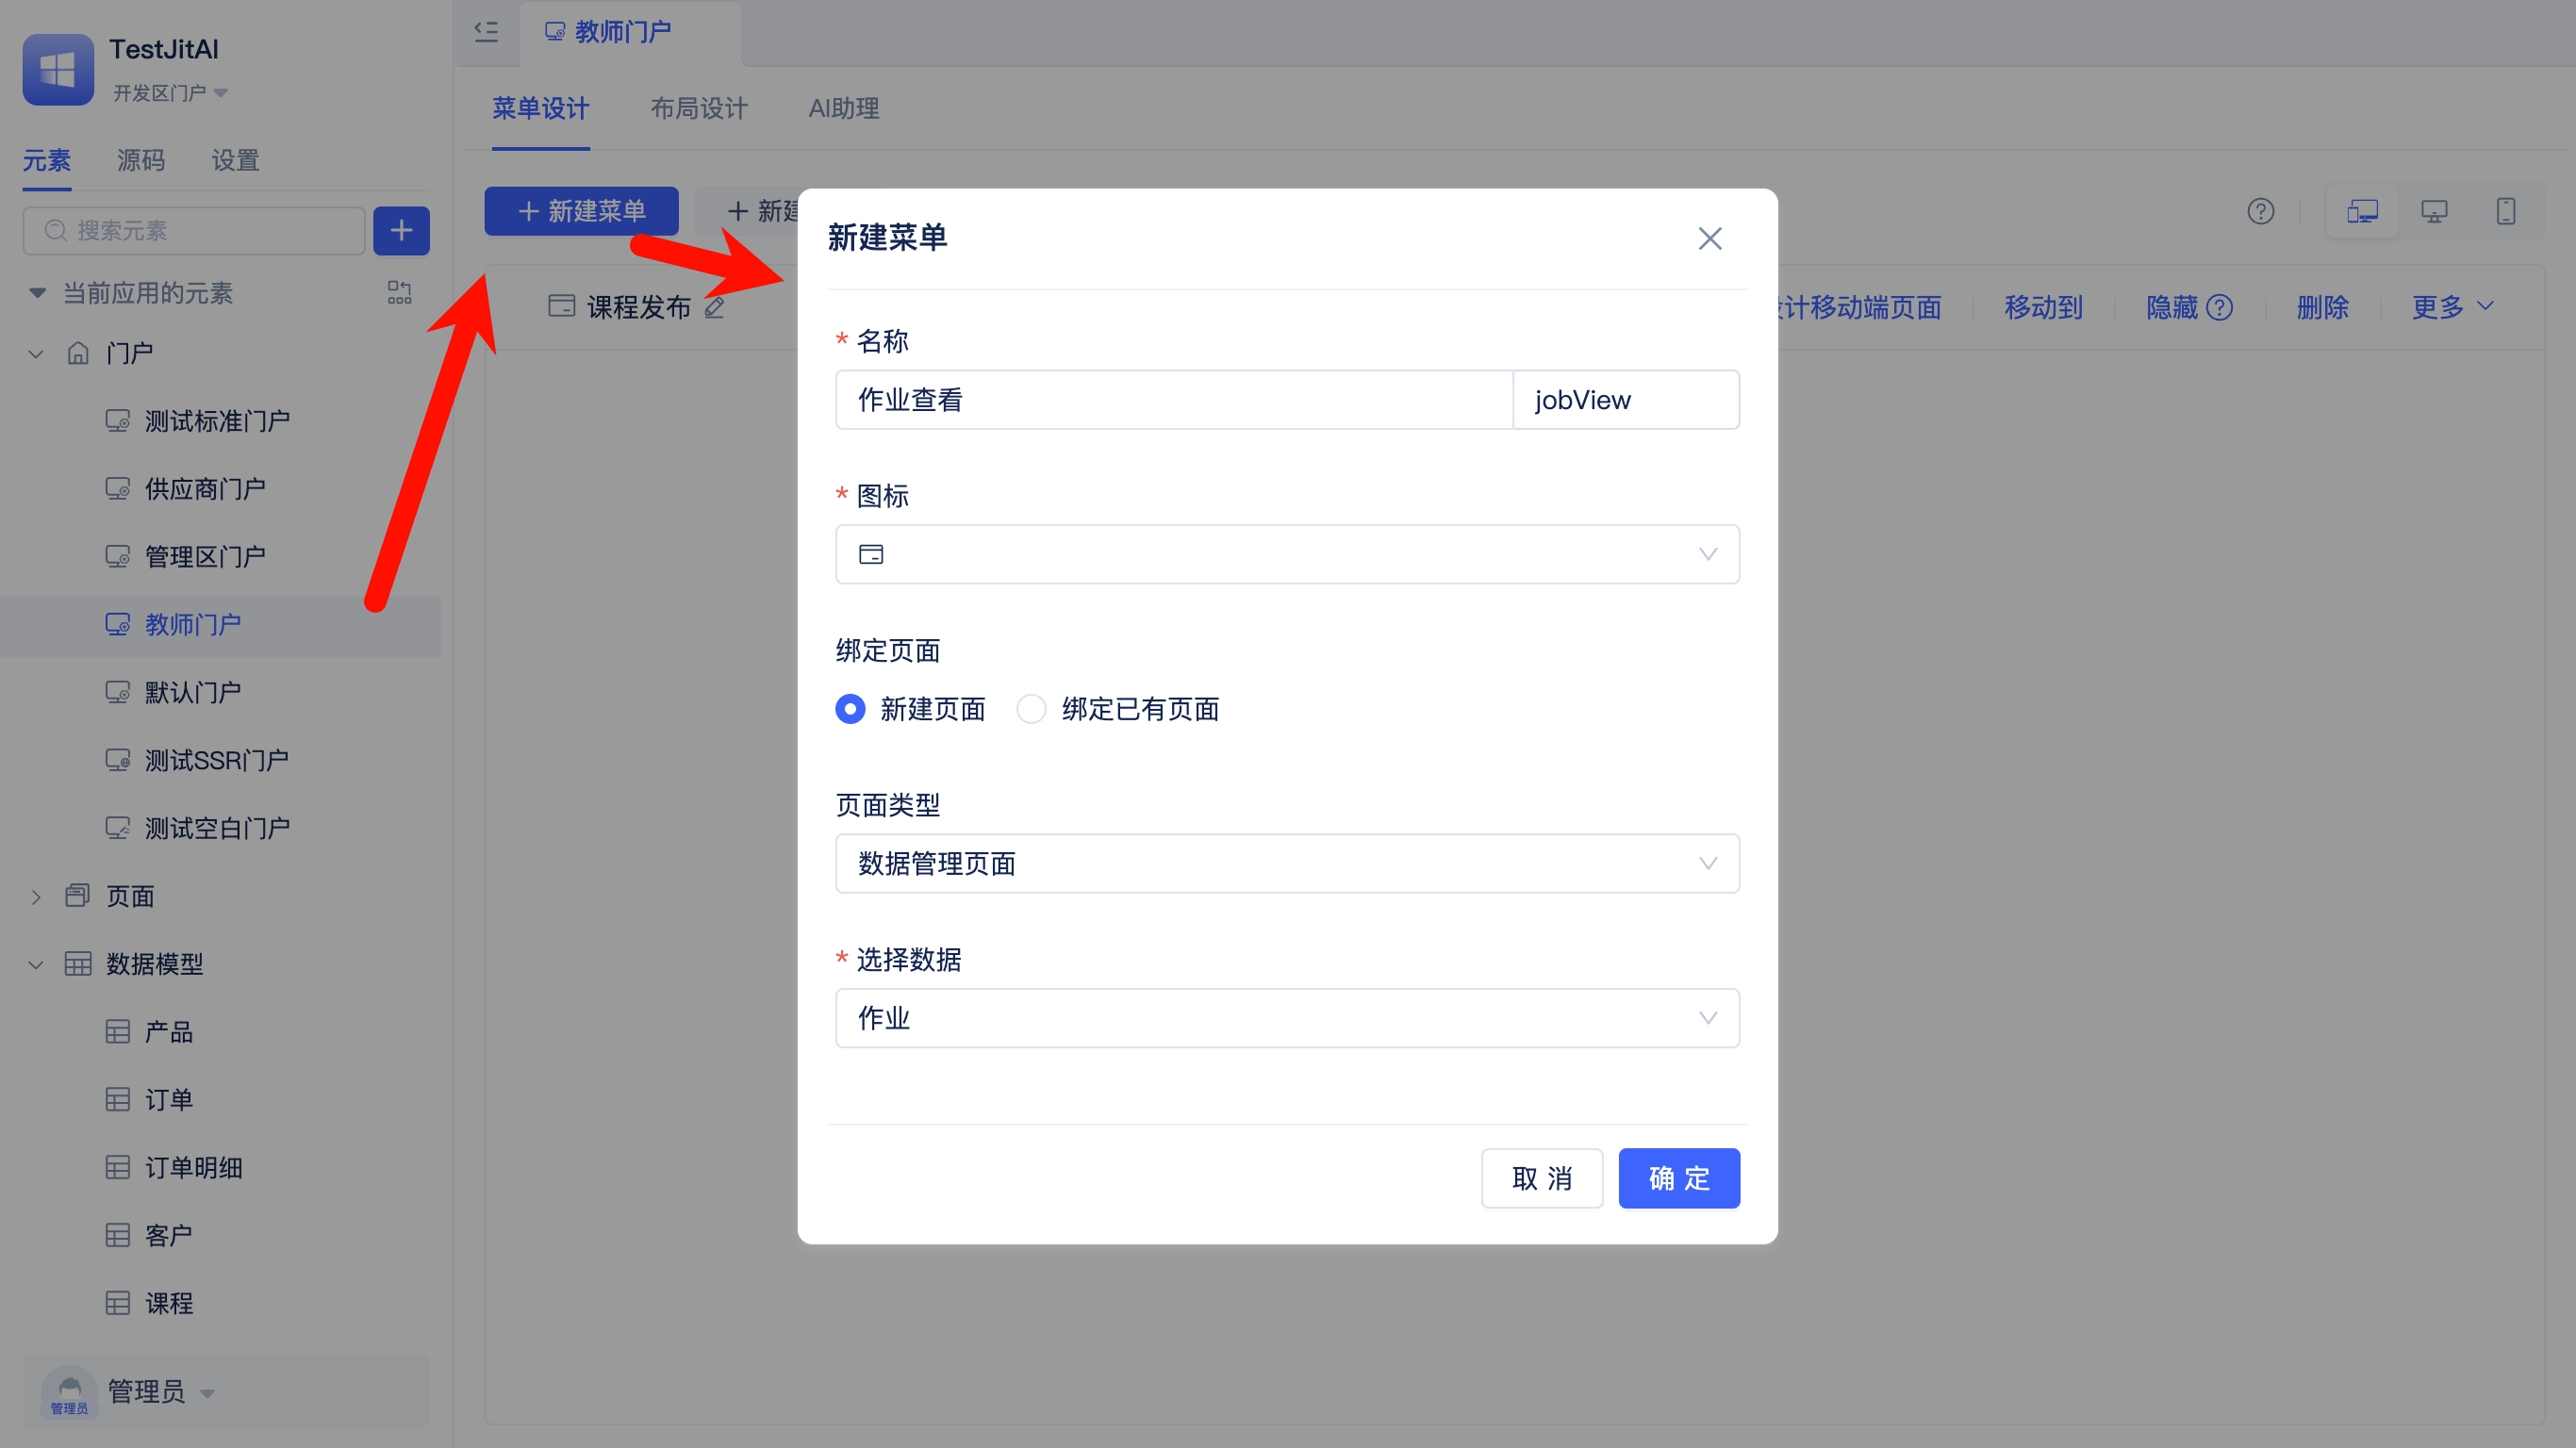 TestJitAI
开发区门户
元素
源码
设置
搜索元素
当前应用的元素
门户
测试标准门户
供应商门户
管理区门户
教师门户
默认门户
测试SSR门户
测试空白门户
页面
数据模型
产品
订单
订单明细
客户
课程
管理员
管理员
教师门户
菜单设计
布局设计
AI助理
新建菜单
新建
课程发布
计移动端页面
移动到
隐藏
删除
更多
新建菜单
* 名称
作业查看
jobView
* 图标
绑定页面
新建页面
绑定已有页面
页面类型
数据管理页面
* 选择数据
作业
取 消
确 定